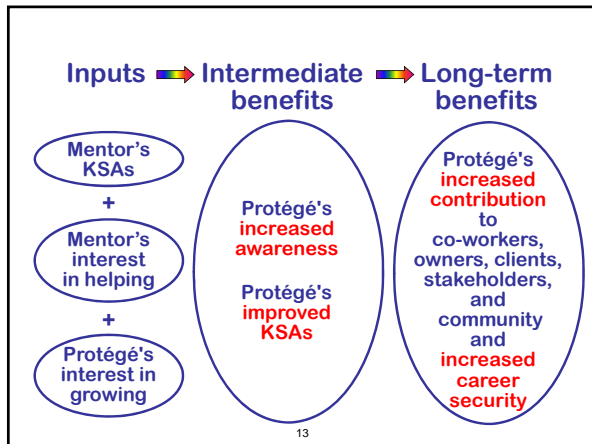 Inputs
Intermediate
benefits
Long-term
benefits
Mentor’s
KSAs
+
Mentor’s
interest
in helping
+
Protégé's
interest in
growing
Protégé's
increased
awareness
Protégé's
improved
KSAs
Protégé's
increased
contribution
to
co-workers,
owners, clients,
stakeholders,
and
community
and
increased
career
security
13